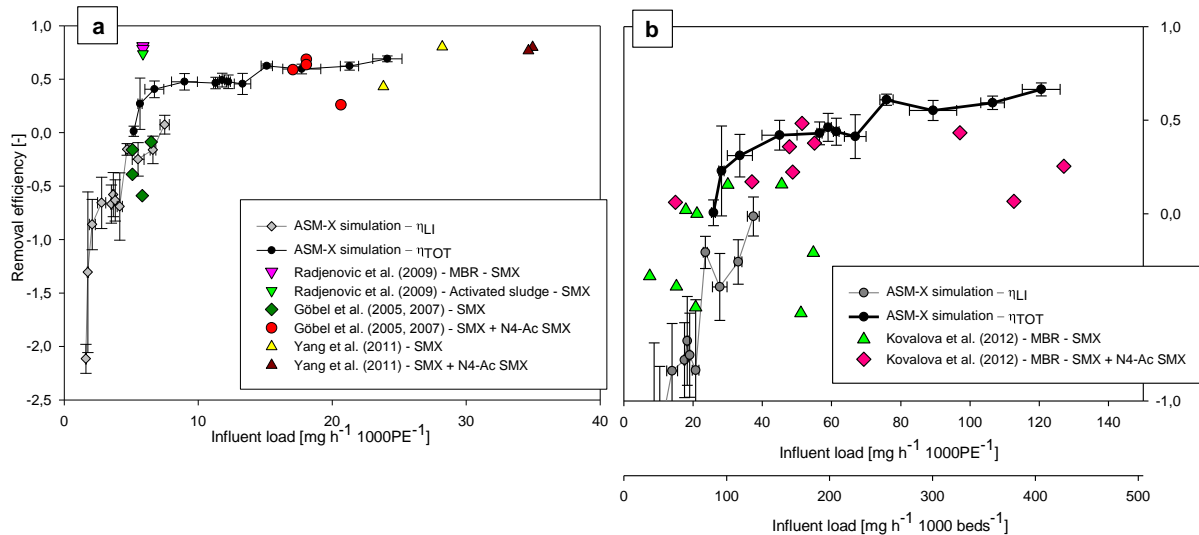 a
1,0
0,5
0,0
-0,5
-1,0
-1,5
-2,0
-2,5
Removal efficiency [-]
0 10 20 30 40
Influent load [mg h-1 1000PE-1]
ASM-X simulation – ηLI
ASM-X simulation – ηTOT
Radjenovic et al. (2009) - MBR - SMX
Radjenovic et al. (2009) - Activated sludge - SMX
Göbel et al. (2005, 2007) - SMX
Göbel et al. (2005, 2007) - SMX + N4-Ac SMX
Yang et al. (2011) - SMX
Yang et al. (2011) - SMX + N4-Ac SMX
b
1,0
0,5
0,0
-1,0
ASM-X simulation – ηLI
ASM-X simulation – ηTOT
Kovalova et al. (2012) - MBR - SMX
Kovalova et al. (2012) - MBR - SMX + N4-Ac SMX
0 20 40 60 80 100 120 140
Influent load [mg h-1 1000PE-1]
0 100 200 300 400 500
Influent load [mg h-1 1000 beds-1]